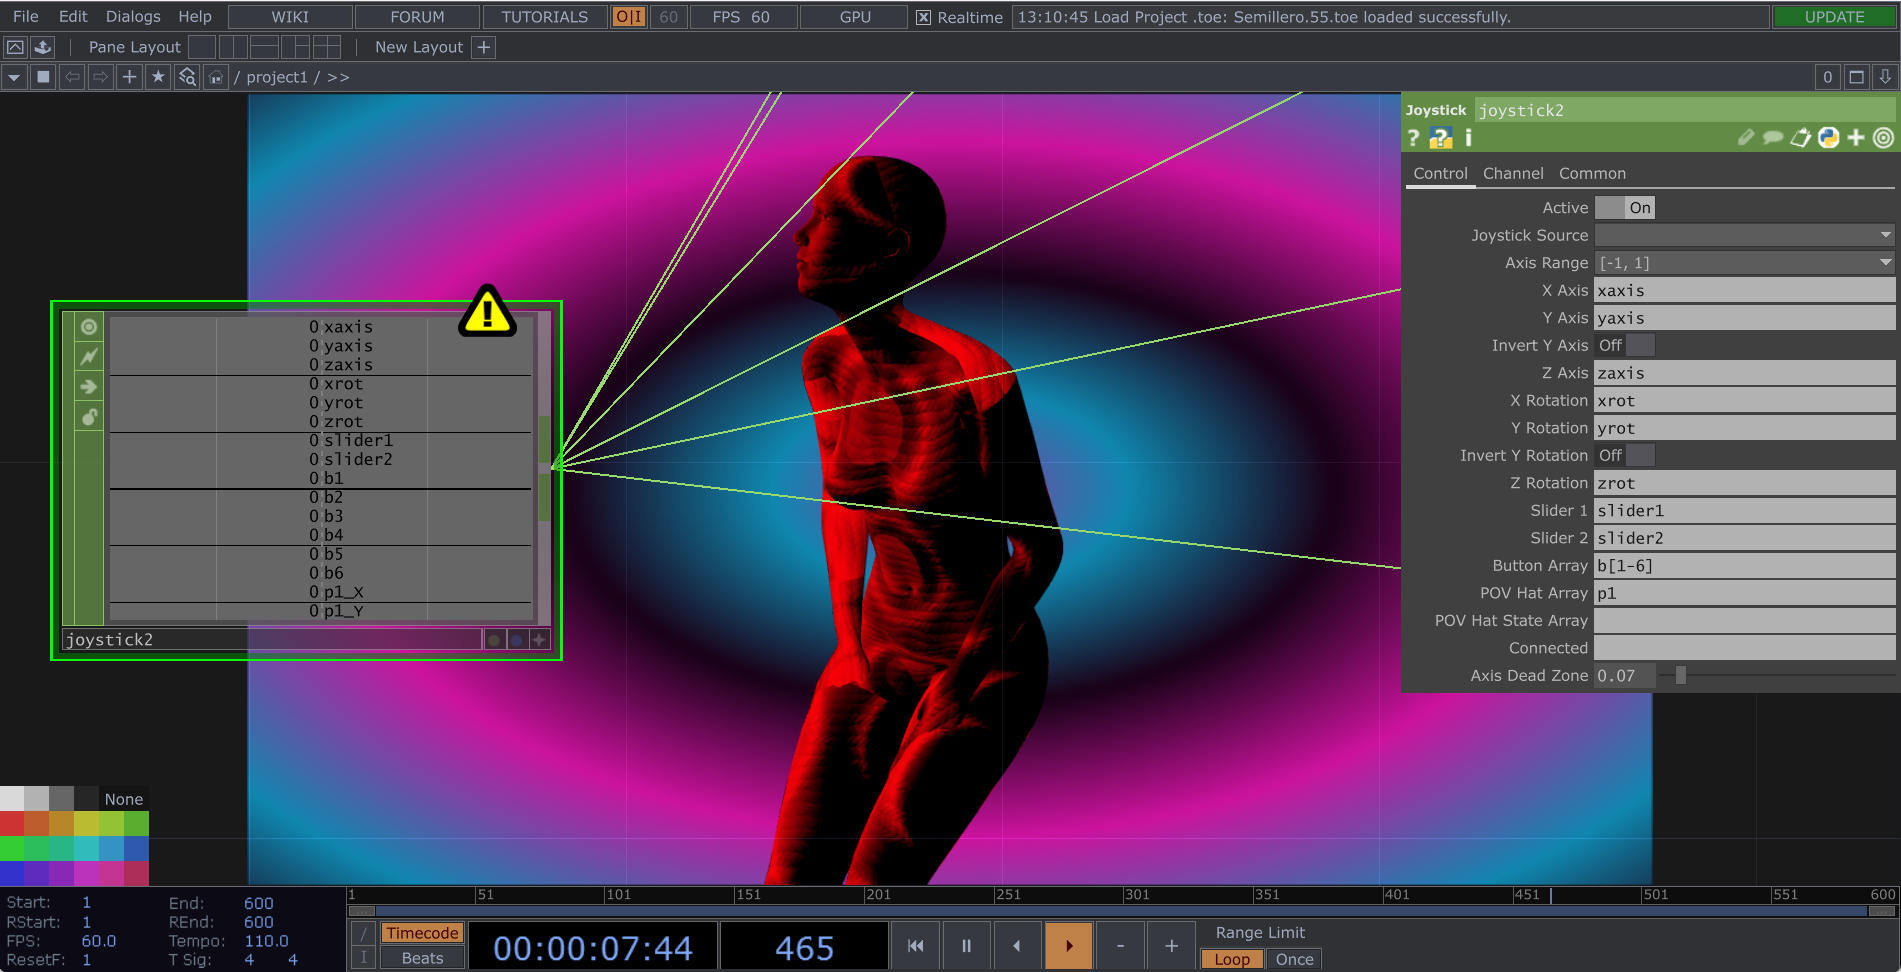 File Edit Dialogs Help WIKI FORUM TUTORIALS O|I 60 FPS 60 GPU Realtime 13:10:45 Load Project .toe: Semillero.55.toe loaded successfully. UPDATE
Pane Layout New Layout +
/ project1 / >> 0
Joystick joystick2
? ? i
Control Channel Common
Active On
Joystick Source
Axis Range [-1, 1]
X Axis xaxis
Y Axis yaxis
Invert Y Axis Off
Z Axis zaxis
X Rotation xrot
Y Rotation yrot
Invert Y Rotation Off
Z Rotation zrot
Slider 1 slider1
Slider 2 slider2
Button Array b[1-6]
POV Hat Array p1
POV Hat State Array
Connected
Axis Dead Zone 0.07
0 xaxis
0 yaxis
0 zaxis
0 xrot
0 yrot
0 zrot
0 slider1
0 slider2
0 b1
0 b2
0 b3
0 b4
0 b5
0 b6
0 p1_X
0 p1_Y
joystick2
None
1 51 101 151 201 251 301 351 401 451 501 551 600
Start: 1 End: 600
RStart: 1 REnd: 600
FPS: 60.0 Tempo: 110.0
ResetF: 1 T Sig: 4 4
/ Timecode
I Beats
00:00:07:44 465
- +
Range Limit
Loop Once